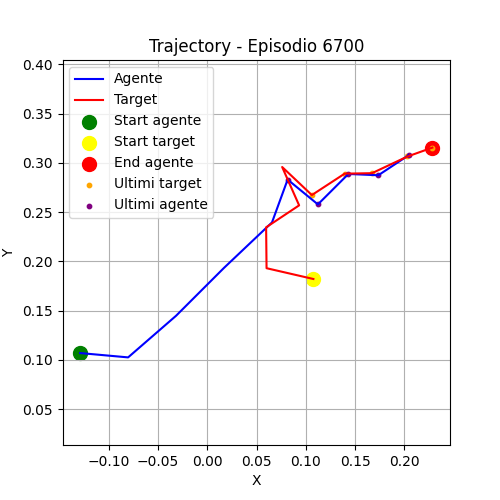 Trajectory - Episodio 6700
Agente
Target
Start agente
Start target
End agente
Ultimi target
Ultimi agente
Y
0.40
0.35
0.30
0.25
0.20
0.15
0.10
0.05
−0.10
−0.05
0.00
0.05
0.10
0.15
0.20
X